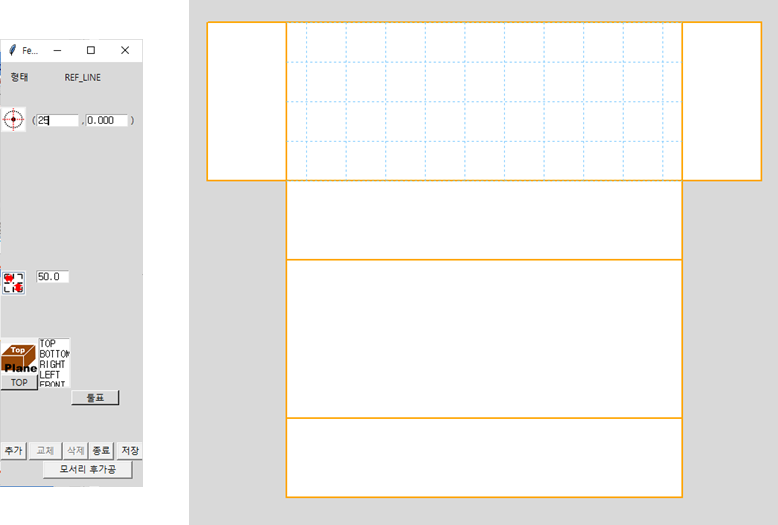 Fe...
형태 REF_LINE
( 25 , 0.000 )
50.0
Top
Plane
TOP
TOP
BOTTOM
RIGHT
LEFT
FRONT
툴표
추가 교체 삭제 종료 저장
모서리 후가공